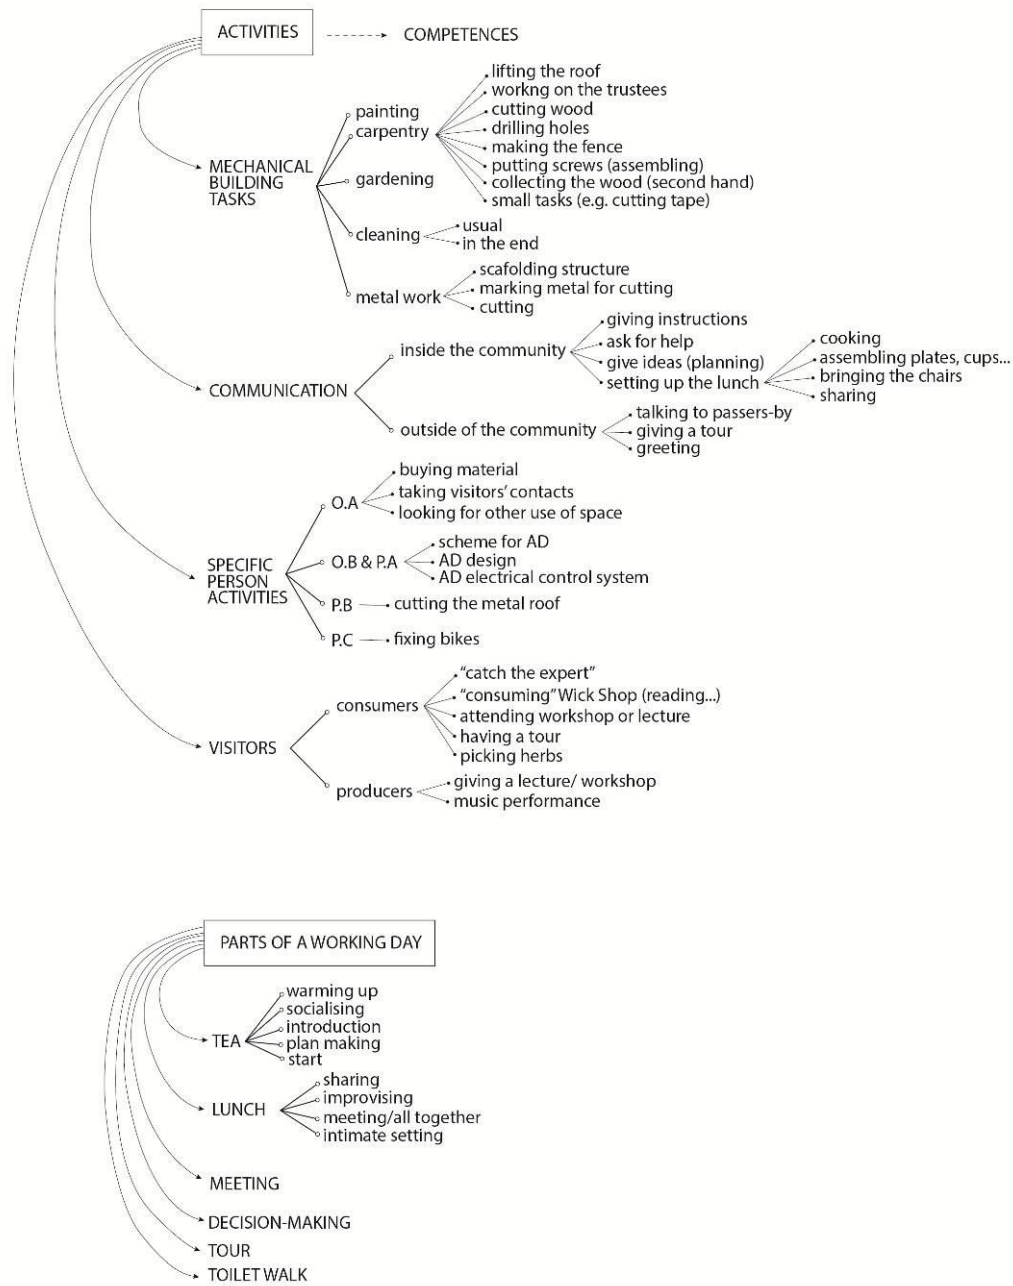 ACTIVITIES
COMPETENCES
MECHANICAL
BUILDING
TASKS
painting
carpentry
lifting the roof
workng on the trustees
cutting wood
drilling holes
making the fence
putting screws (assembling)
collecting the wood (second hand)
small tasks (e.g. cutting tape)
gardening
cleaning
usual
in the end
metal work
scafolding structure
marking metal for cutting
cutting
COMMUNICATION
inside the community
giving instructions
ask for help
give ideas (planning)
setting up the lunch
cooking
assembling plates, cups...
bringing the chairs
sharing
outside of the community
talking to passers-by
giving a tour
greeting
SPECIFIC
PERSON
ACTIVITIES
O.A
buying material
taking visitors' contacts
looking for other use of space
O.B & P.A
scheme for AD
AD design
AD electrical control system
P.B
cutting the metal roof
P.C
fixing bikes
VISITORS
consumers
"catch the expert"
"consuming" Wick Shop (reading...)
attending workshop or lecture
having a tour
picking herbs
producers
giving a lecture/ workshop
music performance
PARTS OF A WORKING DAY
TEA
warming up
socialising
introduction
plan making
start
LUNCH
sharing
improvising
meeting/all together
intimate setting
MEETING
DECISION-MAKING
TOUR
TOILET WALK